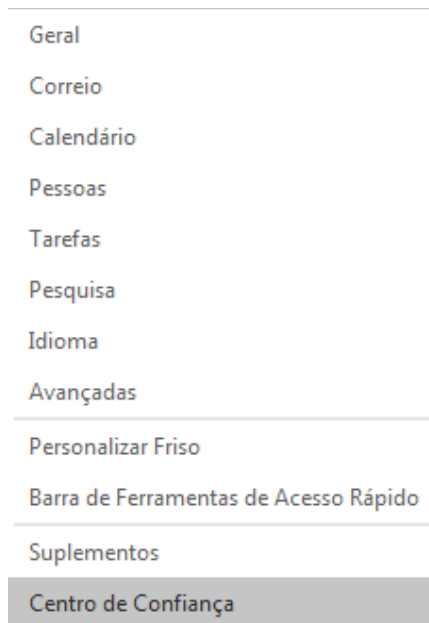 Geral
Correio
Calendário
Pessoas
Tarefas
Pesquisa
Idioma
Avançadas
Personalizar Friso
Barra de Ferramentas de Acesso Rápido
Suplementos
Centro de Confiança